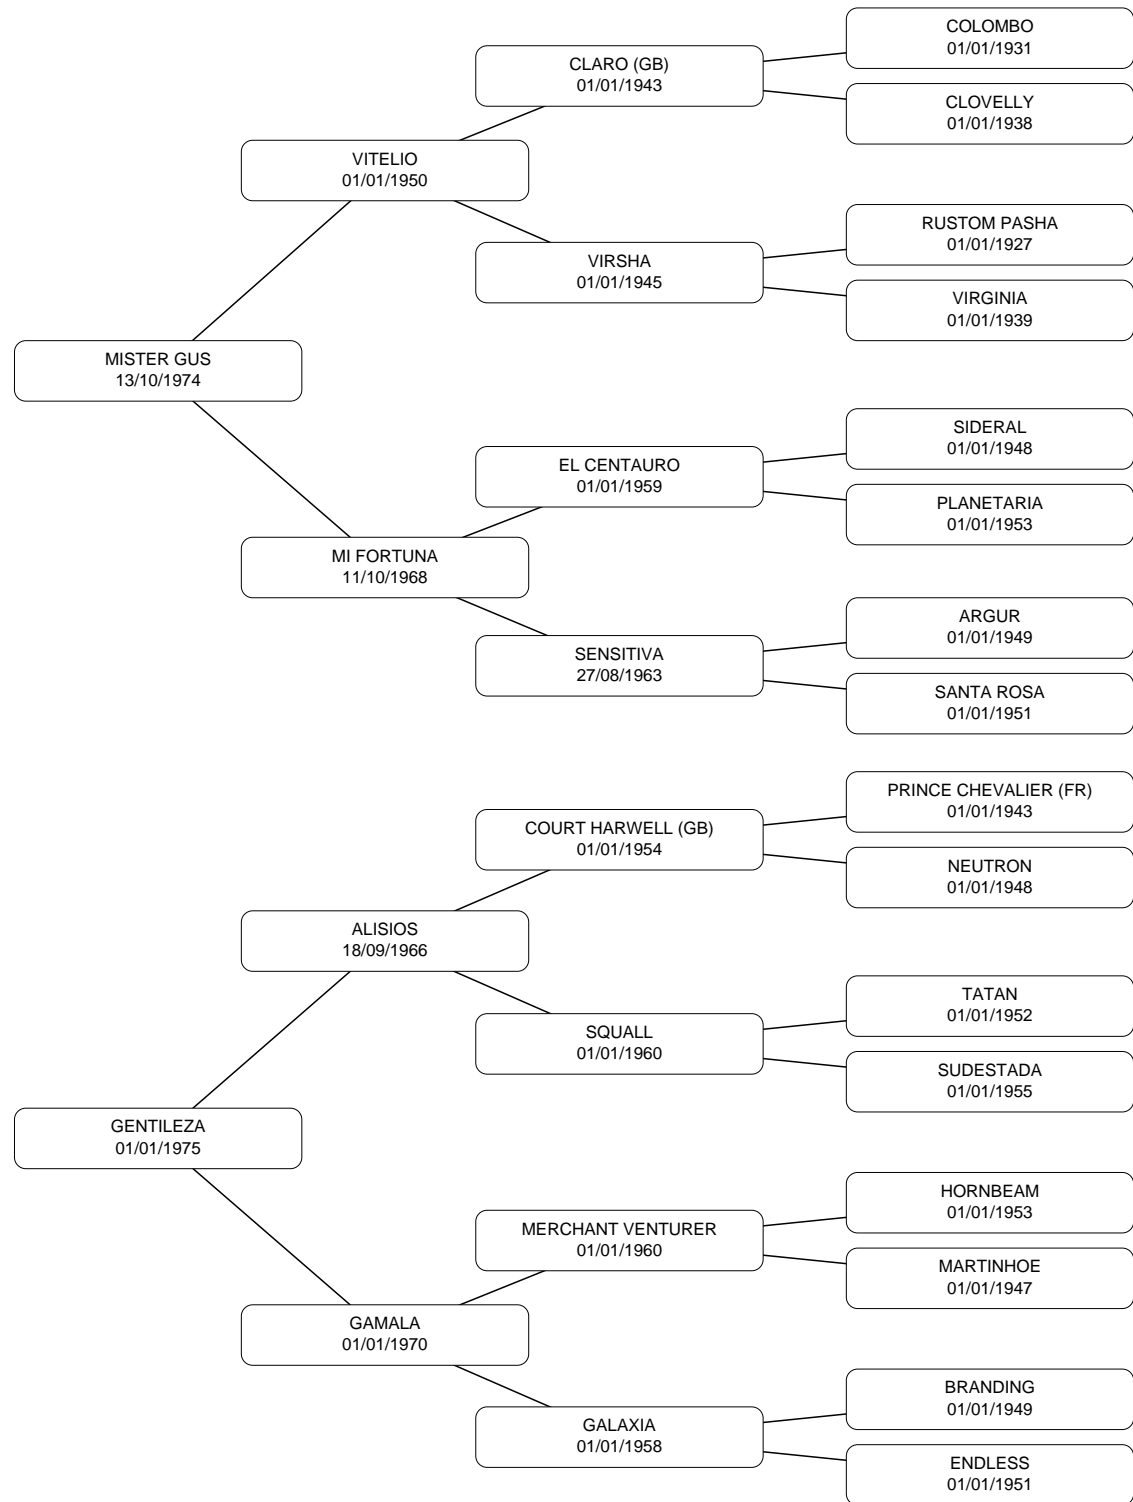 COLOMBO
01/01/1931
CLARO (GB)
01/01/1943
CLOVELLY
01/01/1938
VITELIO
01/01/1950
RUSTOM PASHA
01/01/1927
VIRSHA
01/01/1945
VIRGINIA
01/01/1939
MISTER GUS
13/10/1974
SIDERAL
01/01/1948
EL CENTAURO
01/01/1959
PLANETARIA
01/01/1953
MI FORTUNA
11/10/1968
ARGUR
01/01/1949
SENSITIVA
27/08/1963
SANTA ROSA
01/01/1951
PRINCE CHEVALIER (FR)
01/01/1943
COURT HARWELL (GB)
01/01/1954
NEUTRON
01/01/1948
ALISIOS
18/09/1966
TATAN
01/01/1952
SQUALL
01/01/1960
SUDESTADA
01/01/1955
GENTILEZA
01/01/1975
HORNBEAM
01/01/1953
MERCHANT VENTURER
01/01/1960
MARTINHOE
01/01/1947
GAMALA
01/01/1970
BRANDING
01/01/1949
GALAXIA
01/01/1958
ENDLESS
01/01/1951